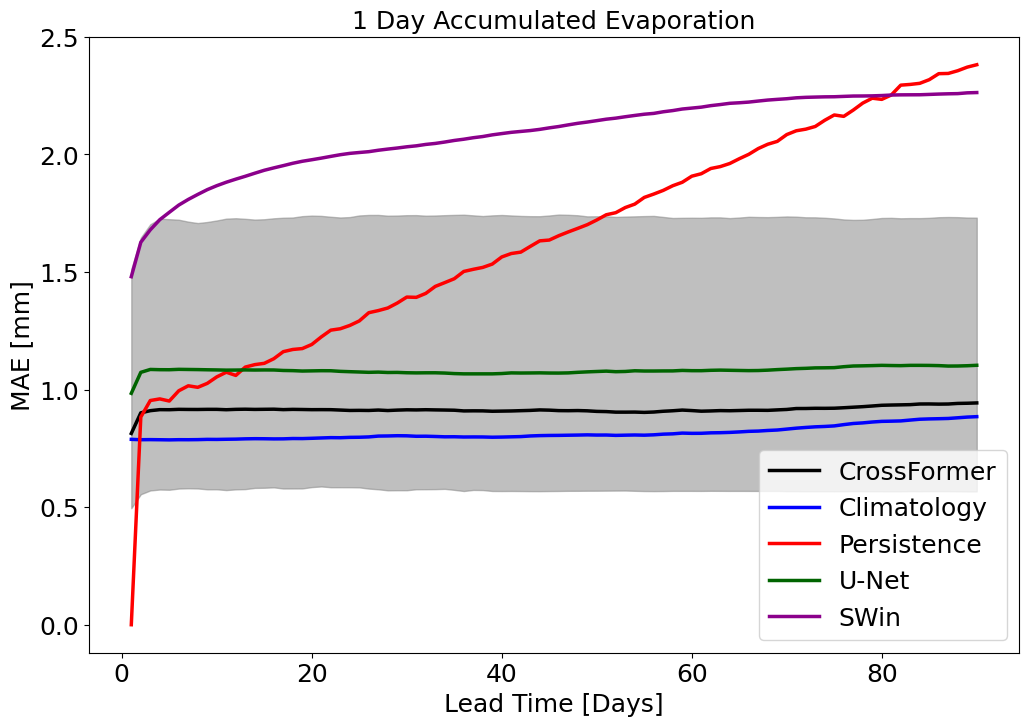 1 Day Accumulated Evaporation
MAE [mm]
2.5
2.0
1.5
1.0
0.5
0.0
0 20 40 60 80
Lead Time [Days]
CrossFormer
Climatology
Persistence
U-Net
SWin